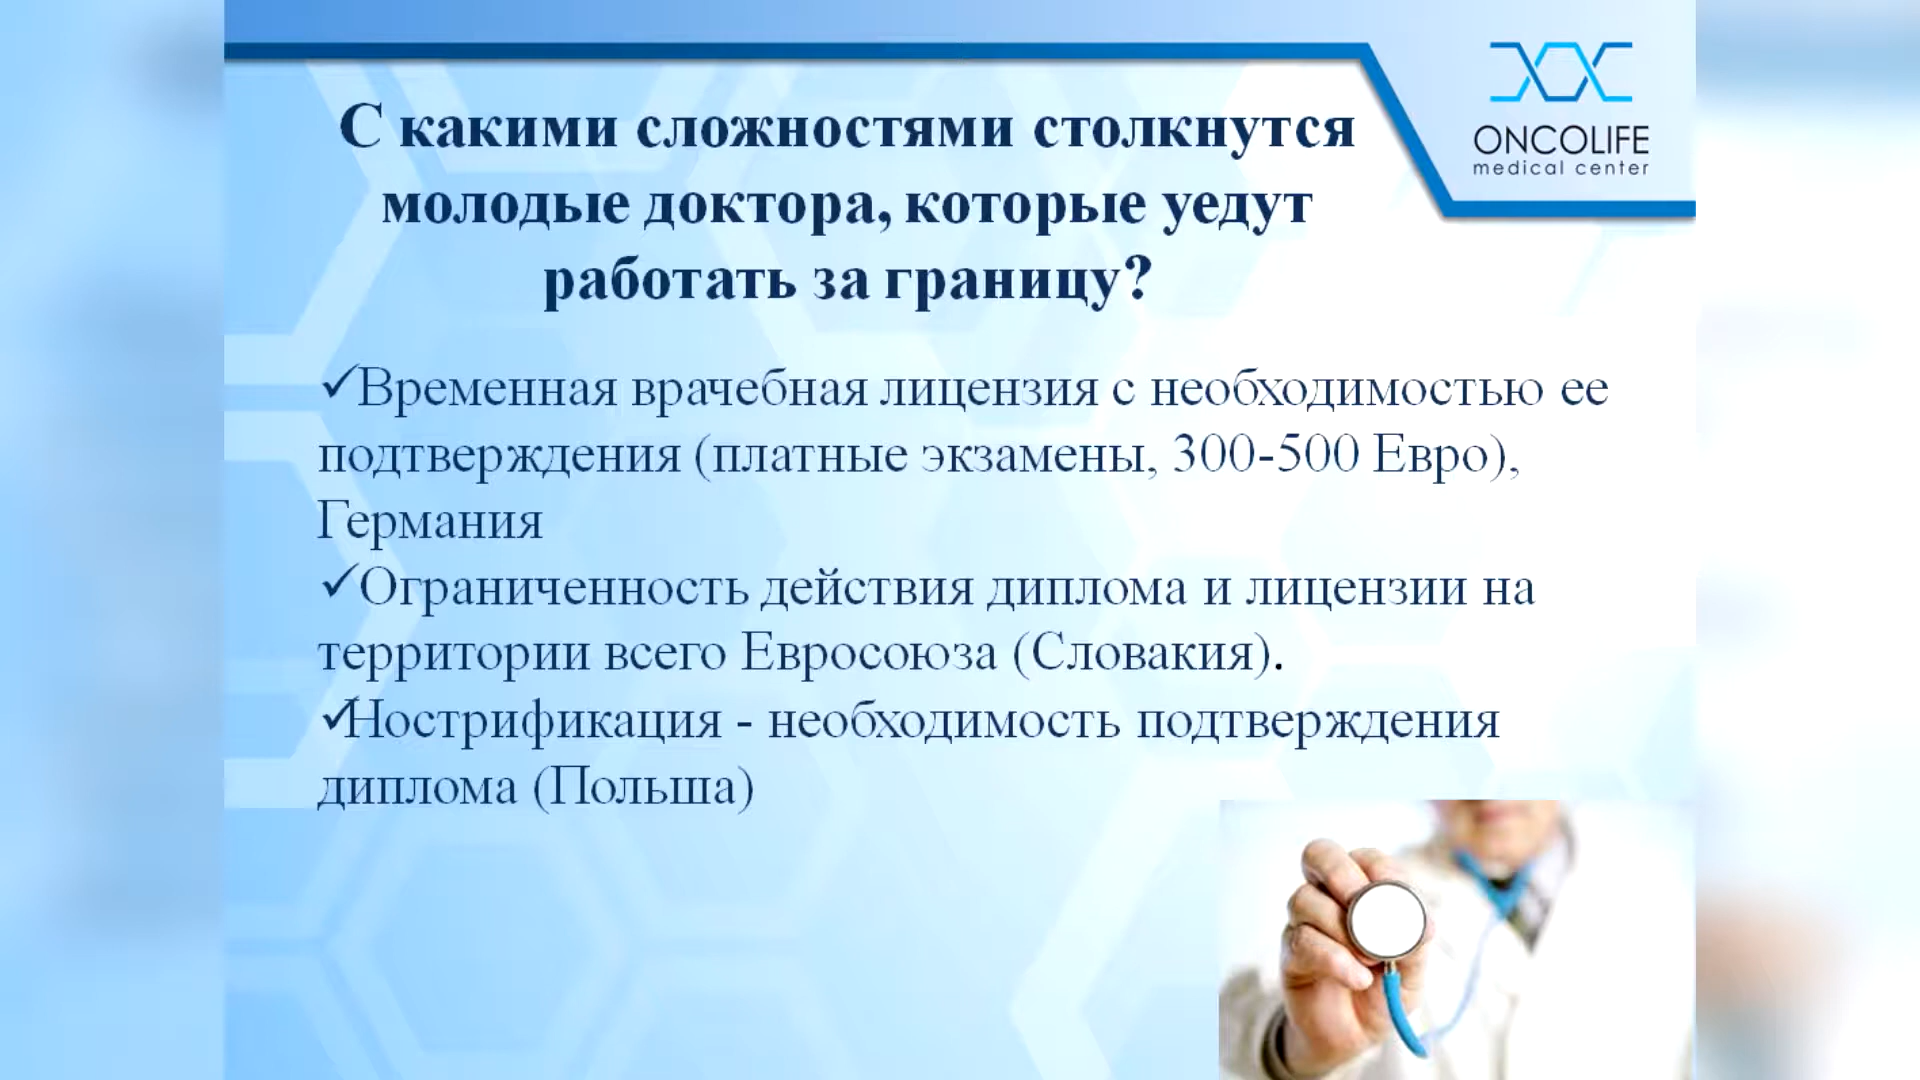 С какими сложностями столкнутся
молодые доктора, которые уедут
работать за границу?
ONCOLIFE
medical center
✓Временная врачебная лицензия с необходимостью ее
подтверждения (платные экзамены, 300-500 Евро),
Германия
✓Ограниченность действия диплома и лицензии на
территории всего Евросоюза (Словакия).
✓Нострификация - необходимость подтверждения
диплома (Польша)